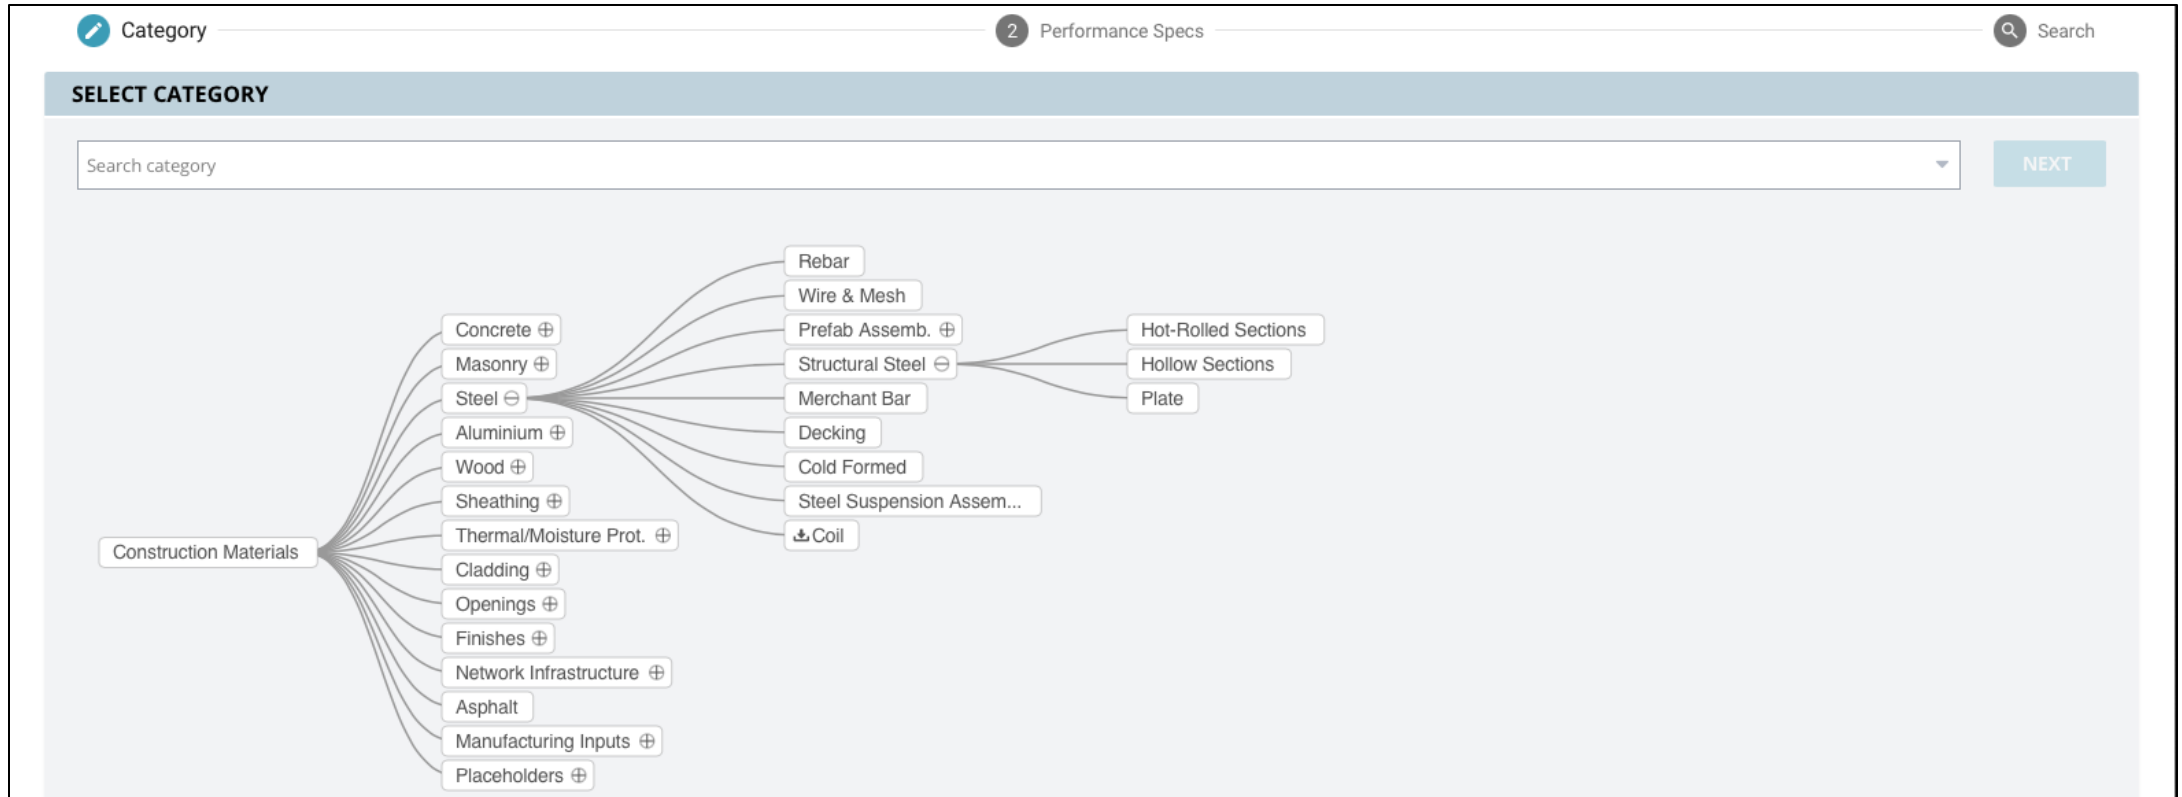 Category
2 Performance Specs
Search
SELECT CATEGORY
Search category
NEXT
Construction Materials
Concrete
Masonry
Steel
Aluminium
Wood
Sheathing
Thermal/Moisture Prot.
Cladding
Openings
Finishes
Network Infrastructure
Asphalt
Manufacturing Inputs
Placeholders
Rebar
Wire & Mesh
Prefab Assemb.
Structural Steel
Merchant Bar
Decking
Cold Formed
Steel Suspension Assem...
Coil
Hot-Rolled Sections
Hollow Sections
Plate